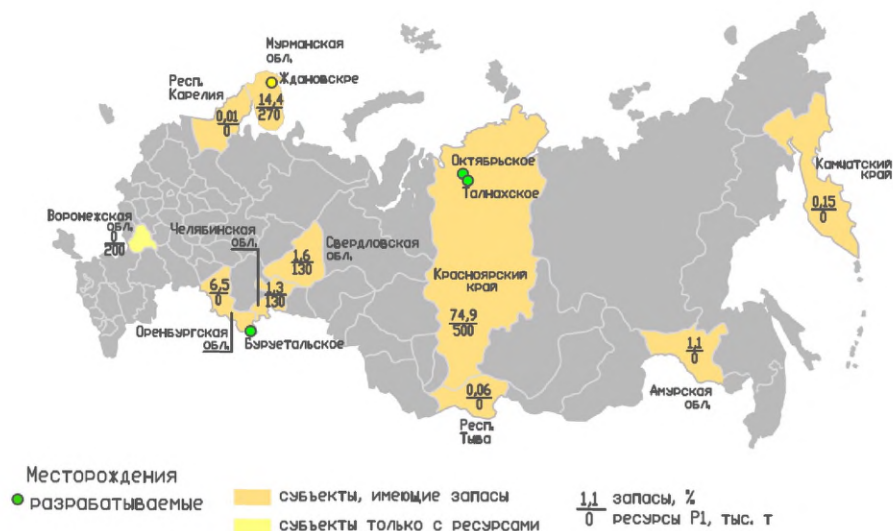 Мурманская
обл.
Ждановскре
Респ.
Карелия
0,01
0
14,4
270
Октябрьское
Талнахское
Камчатский
край
0,15
0
Воронежская
обл.
0
200
Челябинская
обл.
Свердловская
обл.
1,6
130
6,5
0
1,3
130
Красноярский
край
74,9
500
Оренбургская
обл.
Буруетальское
1,1
0
Амурская
обл.
0,06
0
Респ.
Тыва
Месторождения
разрабатываемые
субъекты, имеющие запасы
субъекты только с ресурсами
1,1 запасы, %
0 ресурсы P1, тыс. т